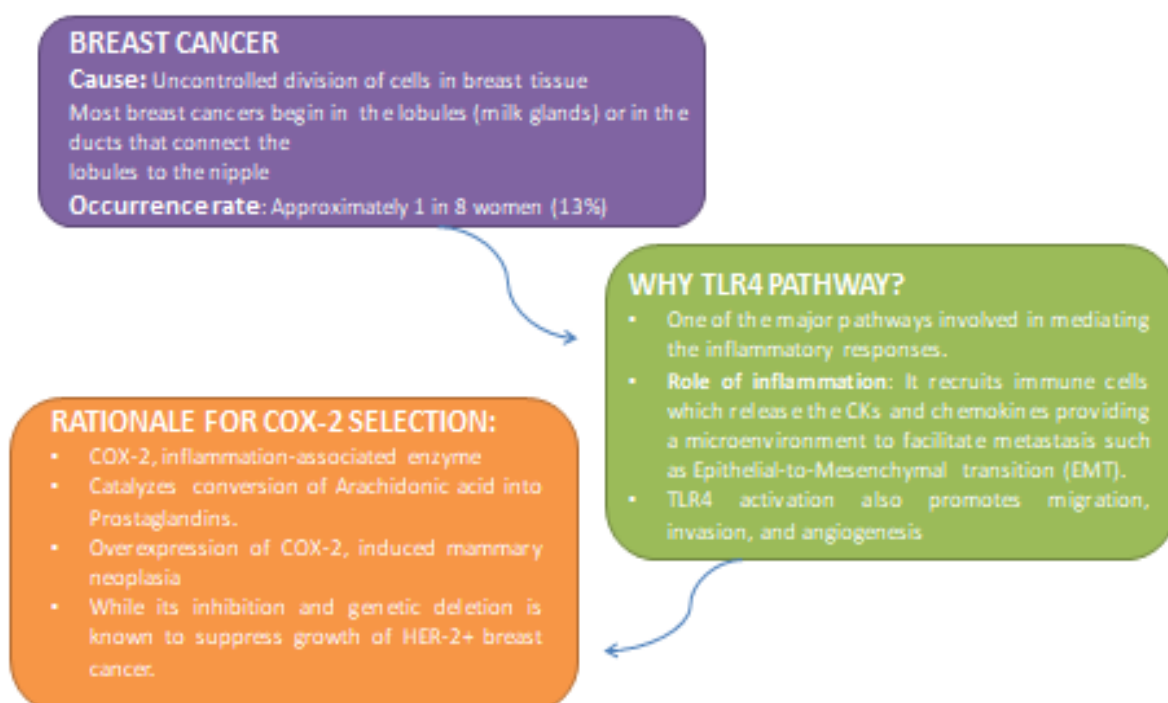 BREAST CANCER
Cause: Uncontrolled division of cells in breast tissue
Most breast cancers begin in the lobules (milk glands) or in the
ducts that connect the
lobules to the nipple
Occurrence rate: Approximately 1 in 8 women (13%)
WHY TLR4 PATHWAY?
▪ One of the major pathways involved in mediating
the inflammatory responses.
▪ Role of inflammation: It recruits immune cells
which release the CKs and chemokines providing
a microenvironment to facilitate metastasis such
as Epithelial-to-Mesenchymal transition (EMT).
▪ TLR4 activation also promotes migration,
invasion, and angiogenesis
RATIONALE FOR COX-2 SELECTION:
▪ COX-2, inflammation-associated enzyme
▪ Catalyzes conversion of Arachidonic acid into
Prostaglandins.
▪ Overexpression of COX-2, induced mammary
neoplasia
▪ While its inhibition and genetic deletion is
known to suppress growth of HER-2+ breast
cancer.